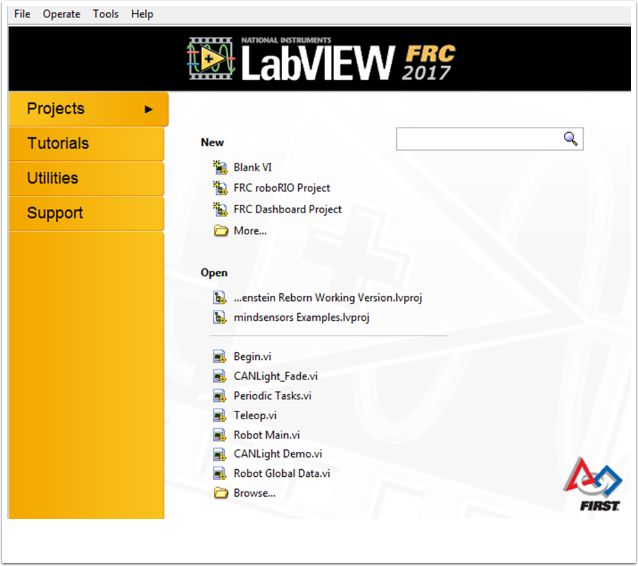 File Operate Tools Help
NATIONAL INSTRUMENTS
LabVIEW FRC 2017
Projects
Tutorials
Utilities
Support
New
Blank VI
FRC roboRIO Project
FRC Dashboard Project
More...
Open
...enstein Reborn Working Version.lvproj
mindsensors Examples.lvproj
Begin.vi
CANLight_Fade.vi
Periodic Tasks.vi
Teleop.vi
Robot Main.vi
CANLight Demo.vi
Robot Global Data.vi
Browse...
FIRST